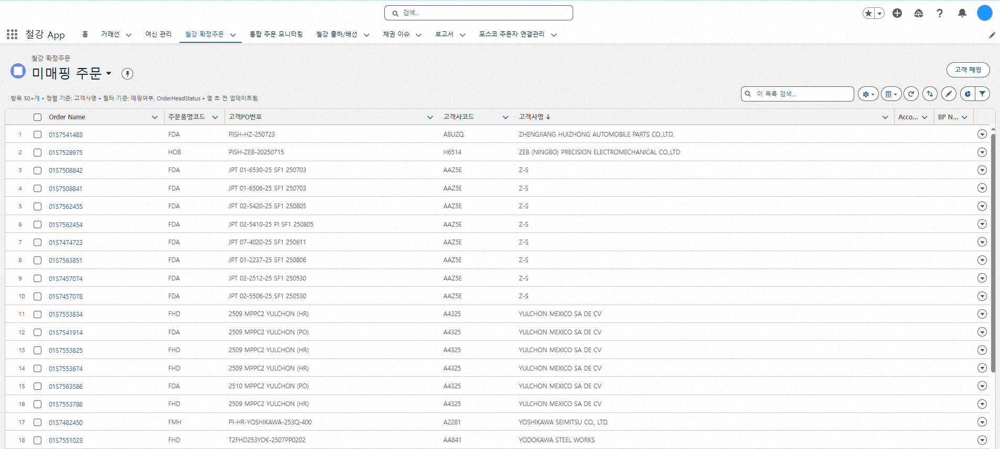 검색...
철강 App 홈 거래선 여신 관리 철강 확정주문 통합 주문 모니터링 철강 출하/배선 채권 이슈 보고서 포스코 주문자 연결관리
철강 확정주문
미매핑 주문
고객 매핑
항목 50+개 • 정렬 기준: 고객사명 • 필터 기준: 매핑여부, OrderHeadStatus • 몇 초 전 업데이트됨
이 목록 검색...
Order Name 주문품명코드 고객PO번호 고객사코드 고객사명 ↓ Acco... BP N...
1 01S7541483 FDA PISH-HZ-250723 ABUZQ ZHENGJIANG HUIZHONG AUTOMOBILE PARTS CO.,LTD.
2 01S7528975 HOB PISH-ZEB-20250715 H6514 ZEB (NINGBO) PRECISION ELECTROMECHANICAL CO.,LTD
3 01S7508842 FDA JPT 01-6530-25 SF1 250703 AAZ5E Z-S
4 01S7508841 FDA JPT 01-6506-25 SF1 250703 AAZ5E Z-S
5 01S7562455 FDA JPT 02-5420-25 SF1 250805 AAZ5E Z-S
6 01S7562454 FDA JPT 02-5410-25 PI SF1 250805 AAZ5E Z-S
7 01S7474723 FDA JPT 07-4020-25 SF1 250611 AAZ5E Z-S
8 01S7563851 FDA JPT 01-2237-25 SF1 250806 AAZ5E Z-S
9 01S7457074 FDA JPT 02-2512-25 SF1 250530 AAZ5E Z-S
10 01S7457078 FDA JPT 02-5506-25 SF1 250530 AAZ5E Z-S
11 01S7553834 FHD 2509 MPPC2 YULCHON (HR) A4325 YULCHON MEXICO SA DE CV
12 01S7541914 FDA 2509 MPPC2 YULCHON (PO) A4325 YULCHON MEXICO SA DE CV
13 01S7553825 FHD 2509 MPPC2 YULCHON (HR) A4325 YULCHON MEXICO SA DE CV
14 01S7553674 FHD 2509 MPPC2 YULCHON (HR) A4325 YULCHON MEXICO SA DE CV
15 01S7563586 FDA 2510 MPPC2 YULCHON (PO) A4325 YULCHON MEXICO SA DE CV
16 01S7553788 FHD 2509 MPPC2 YULCHON (HR) A4325 YULCHON MEXICO SA DE CV
17 01S7482450 FMH PI-HR-YOSHIKAWA-253Q-400 A2281 YOSHIKAWA SEIMITSU CO., LTD.
18 01S7551023 FHD T2FHD253YDK-2507PP0202 AA841 YODOKAWA STEEL WORKS